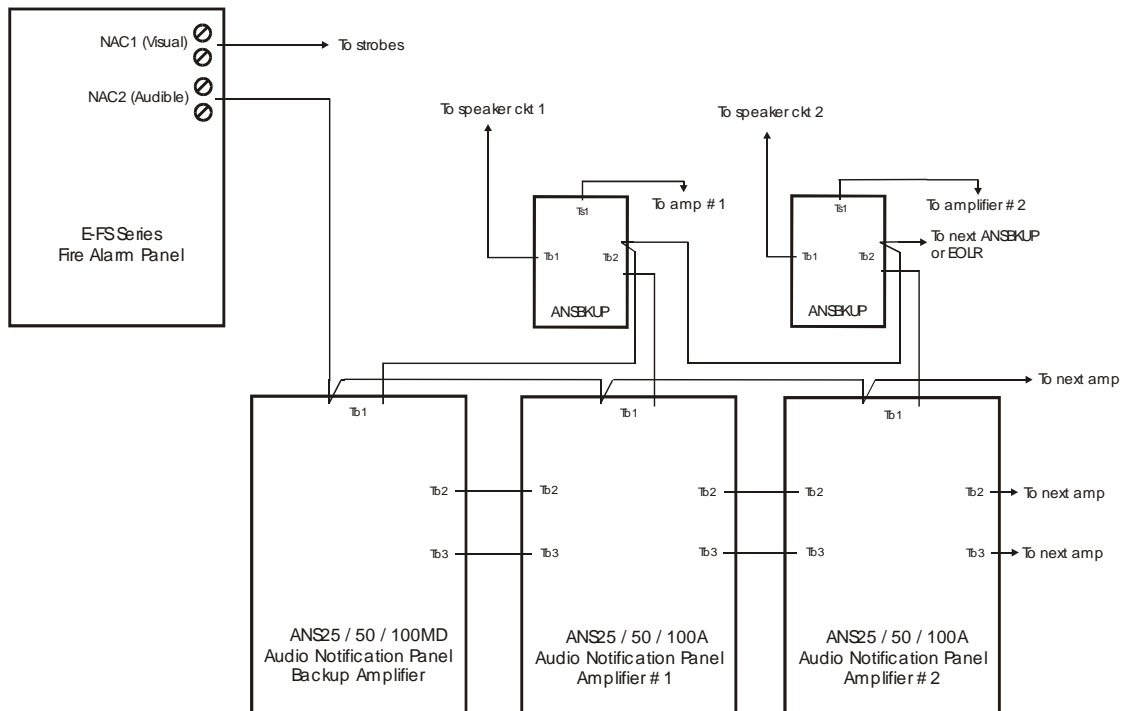 NAC1 (Visual)
To strobes
NAC2 (Audible)
E-FS Series
Fire Alarm Panel
To speaker ckt 1
To speaker ckt 2
Ts1
To amp # 1
Tb1
Tb2
ANSBKUP
Ts1
To amplifier # 2
To next ANSBKUP
or EOLR
Tb1
Tb2
ANSBKUP
To next amp
Tb1
Tb1
Tb1
Tb2
Tb2
Tb2
Tb2
Tb2
To next amp
Tb3
Tb3
Tb3
Tb3
Tb3
To next amp
ANS25 / 50 / 100MD
Audio Notification Panel
Backup Amplifier
ANS25 / 50 / 100A
Audio Notification Panel
Amplifier # 1
ANS25 / 50 / 100A
Audio Notification Panel
Amplifier # 2